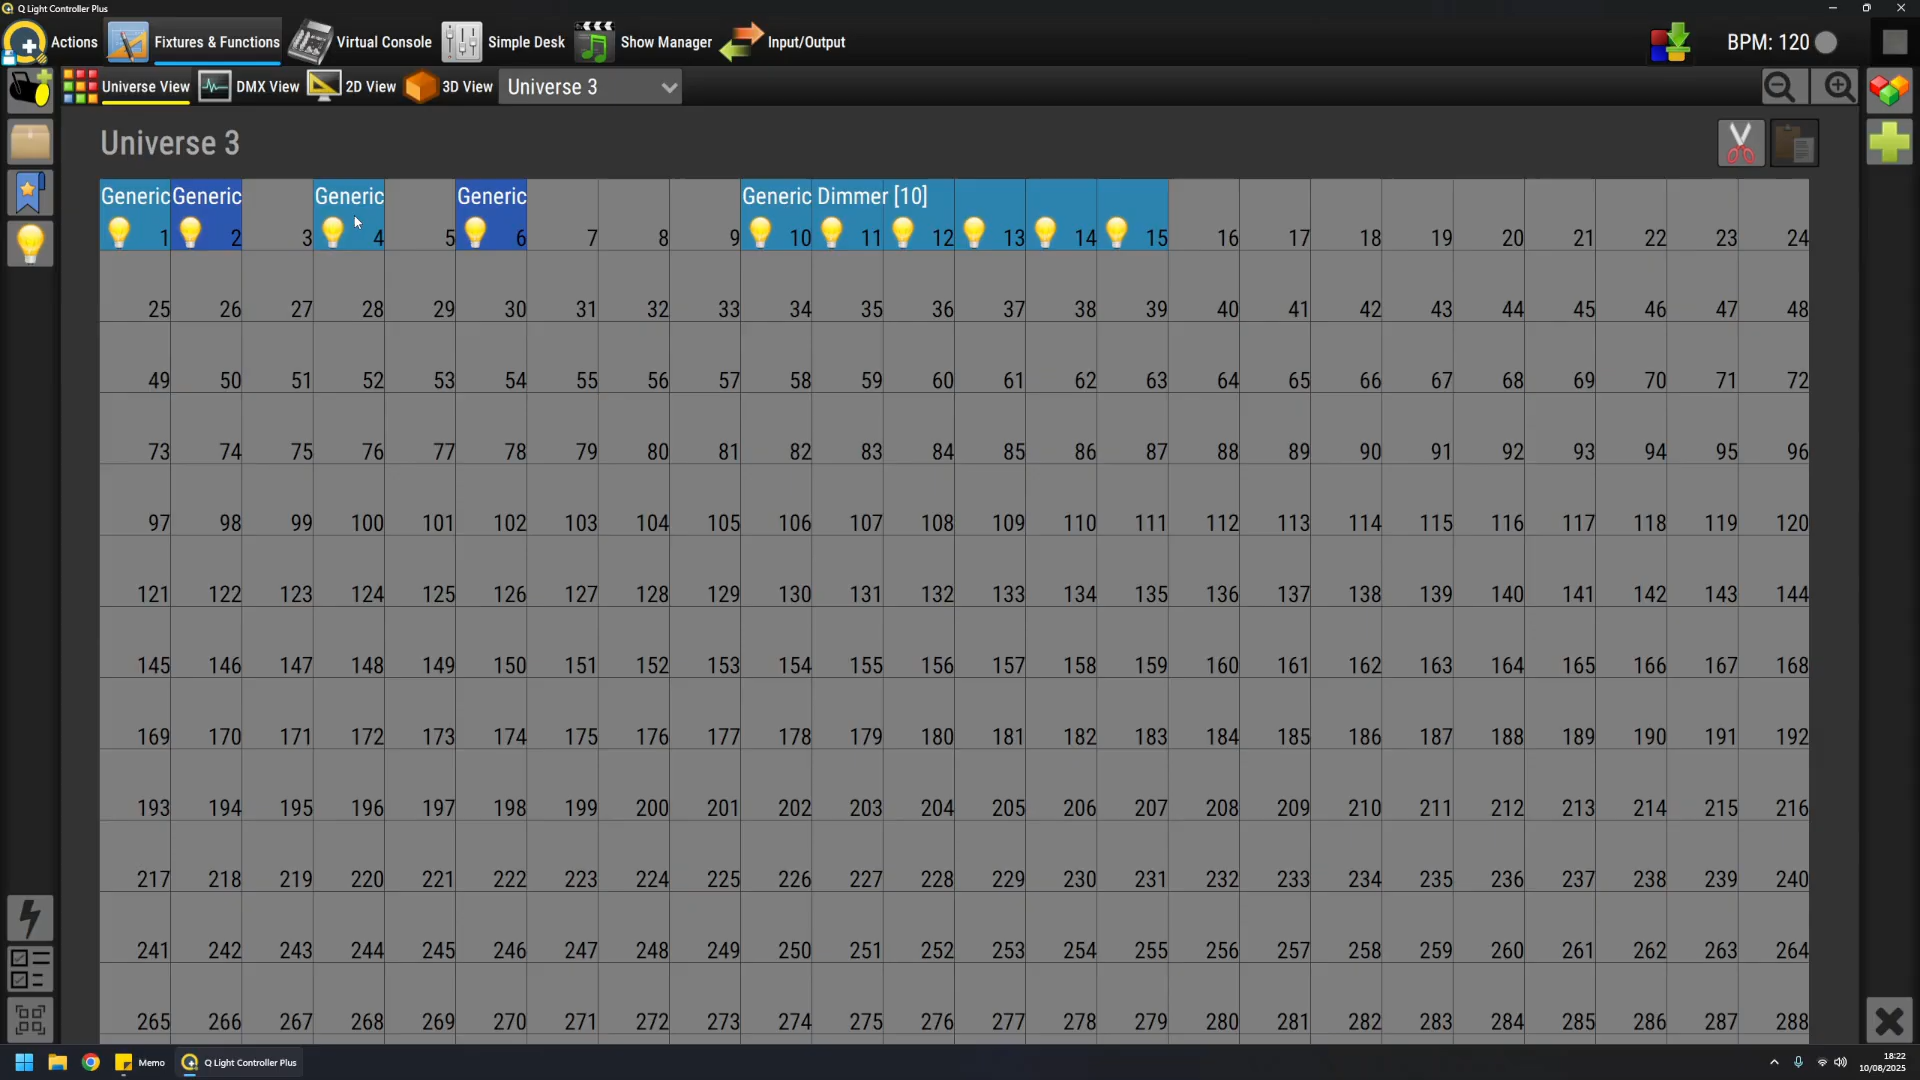 Q Light Controller Plus
Actions Fixtures & Functions Virtual Console Simple Desk Show Manager Input/Output BPM: 120
Universe View DMX View 2D View 3D View Universe 3
Universe 3
Generic Generic Generic Generic Generic Dimmer [10]
1 2 3 4 5 6 7 8 9 10 11 12 13 14 15 16 17 18 19 20 21 22 23 24
25 26 27 28 29 30 31 32 33 34 35 36 37 38 39 40 41 42 43 44 45 46 47 48
49 50 51 52 53 54 55 56 57 58 59 60 61 62 63 64 65 66 67 68 69 70 71 72
73 74 75 76 77 78 79 80 81 82 83 84 85 86 87 88 89 90 91 92 93 94 95 96
97 98 99 100 101 102 103 104 105 106 107 108 109 110 111 112 113 114 115 116 117 118 119 120
121 122 123 124 125 126 127 128 129 130 131 132 133 134 135 136 137 138 139 140 141 142 143 144
145 146 147 148 149 150 151 152 153 154 155 156 157 158 159 160 161 162 163 164 165 166 167 168
169 170 171 172 173 174 175 176 177 178 179 180 181 182 183 184 185 186 187 188 189 190 191 192
193 194 195 196 197 198 199 200 201 202 203 204 205 206 207 208 209 210 211 212 213 214 215 216
217 218 219 220 221 222 223 224 225 226 227 228 229 230 231 232 233 234 235 236 237 238 239 240
241 242 243 244 245 246 247 248 249 250 251 252 253 254 255 256 257 258 259 260 261 262 263 264
265 266 267 268 269 270 271 272 273 274 275 276 277 278 279 280 281 282 283 284 285 286 287 288
Memo Q Light Controller Plus 18:22
10/08/2025